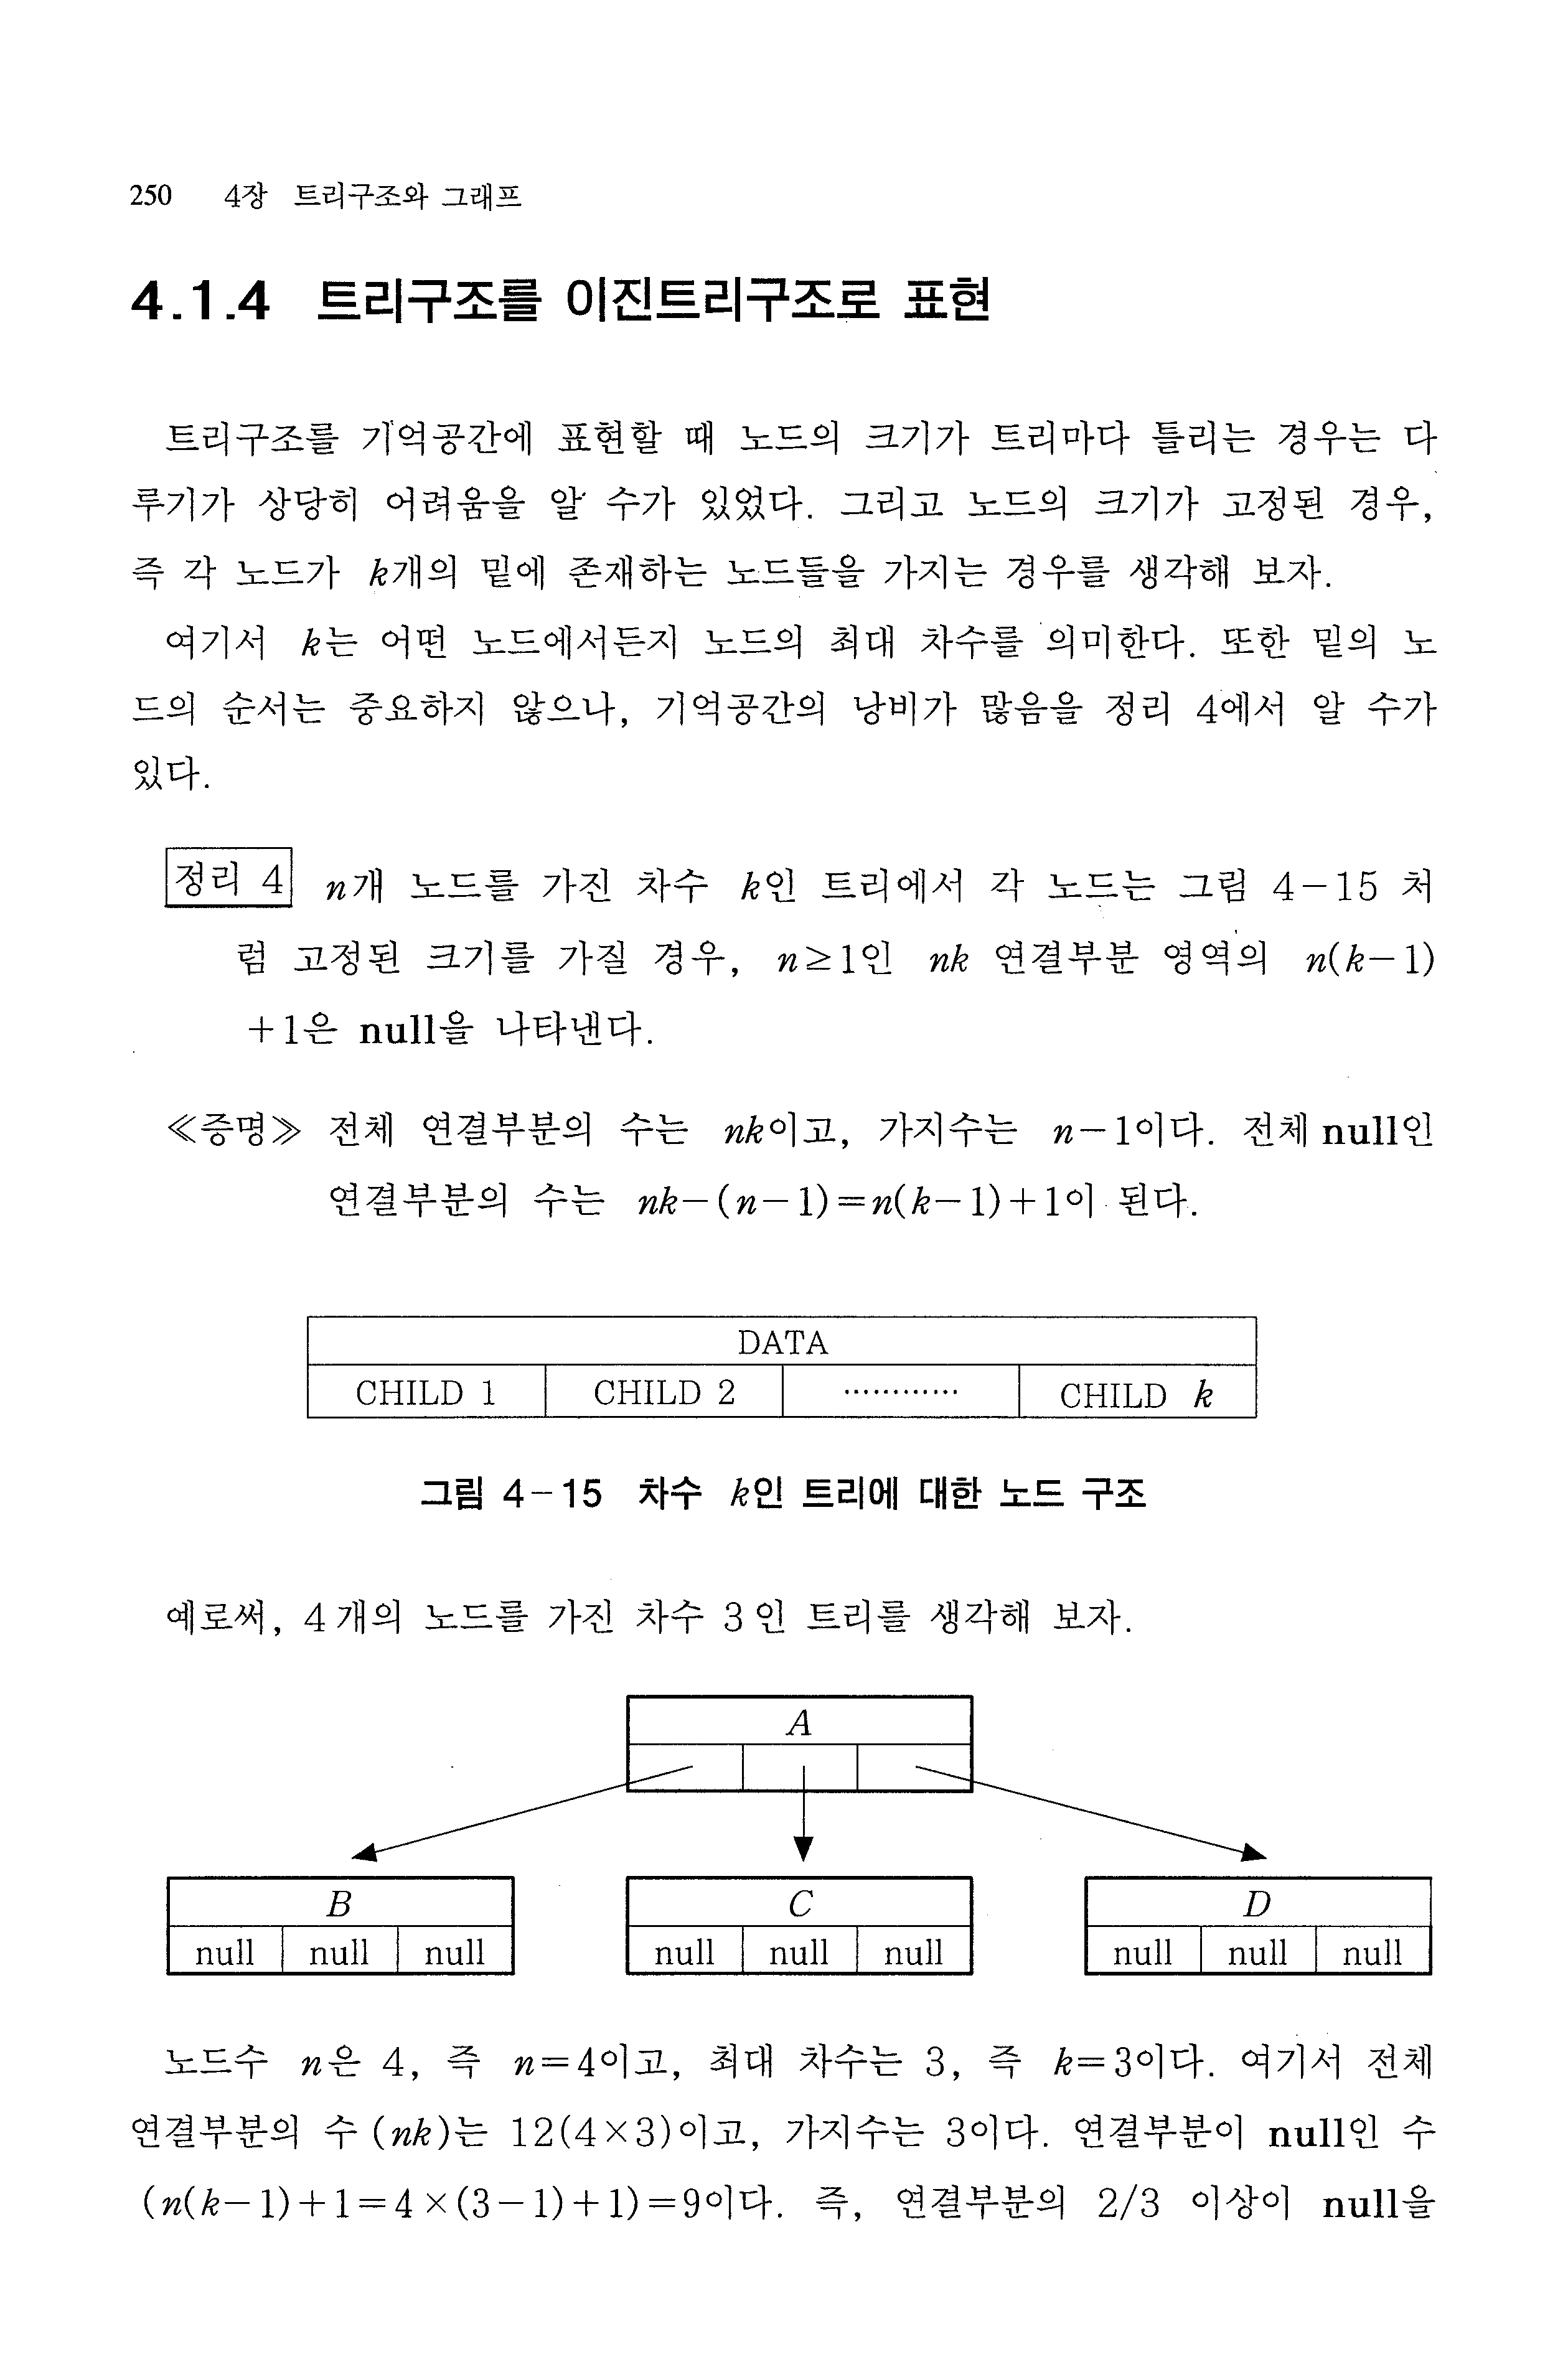 250 4장 트리구조와 그래프
4.1.4 트리구조를 이진트리구조로 표현
트리구조를 기억공간에 표현할 때 노드의 크기가 트리마다 틀리는 경우는 다
루기가 상당히 어려움을 알 수가 있었다. 그리고 노드의 크기가 고정된 경우,
즉 각 노드가 k개의 밑에 존재하는 노드들을 가지는 경우를 생각해 보자.
여기서 k는 어떤 노드에서든지 노드의 최대 차수를 의미한다. 또한 밑의 노
드의 순서는 중요하지 않으나, 기억공간의 낭비가 많음을 정리 4에서 알 수가
있다.
정리 4 n개 노드를 가진 차수 k인 트리에서 각 노드는 그림 4-15 처
럼 고정된 크기를 가질 경우, n≥1인 nk 연결부분 영역의 n(k-1)
+1은 null을 나타낸다.
≪증명≫ 전체 연결부분의 수는 nk이고, 가지수는 n-1이다. 전체 null인
연결부분의 수는 nk-(n-1)=n(k-1)+1이 된다.
DATA
CHILD 1 CHILD 2 ············ CHILD k
그림 4-15 차수 k인 트리에 대한 노드 구조
예로써, 4개의 노드를 가진 차수 3인 트리를 생각해 보자.
A
B C D
null null null null null null null null null
노드수 n은 4, 즉 n=4이고, 최대 차수는 3, 즉 k=3이다. 여기서 전체
연결부분의 수 (nk)는 12(4×3)이고, 가지수는 3이다. 연결부분이 null인 수
(n(k-1)+1=4×(3-1)+1)=9이다. 즉, 연결부분의 2/3 이상이 null을